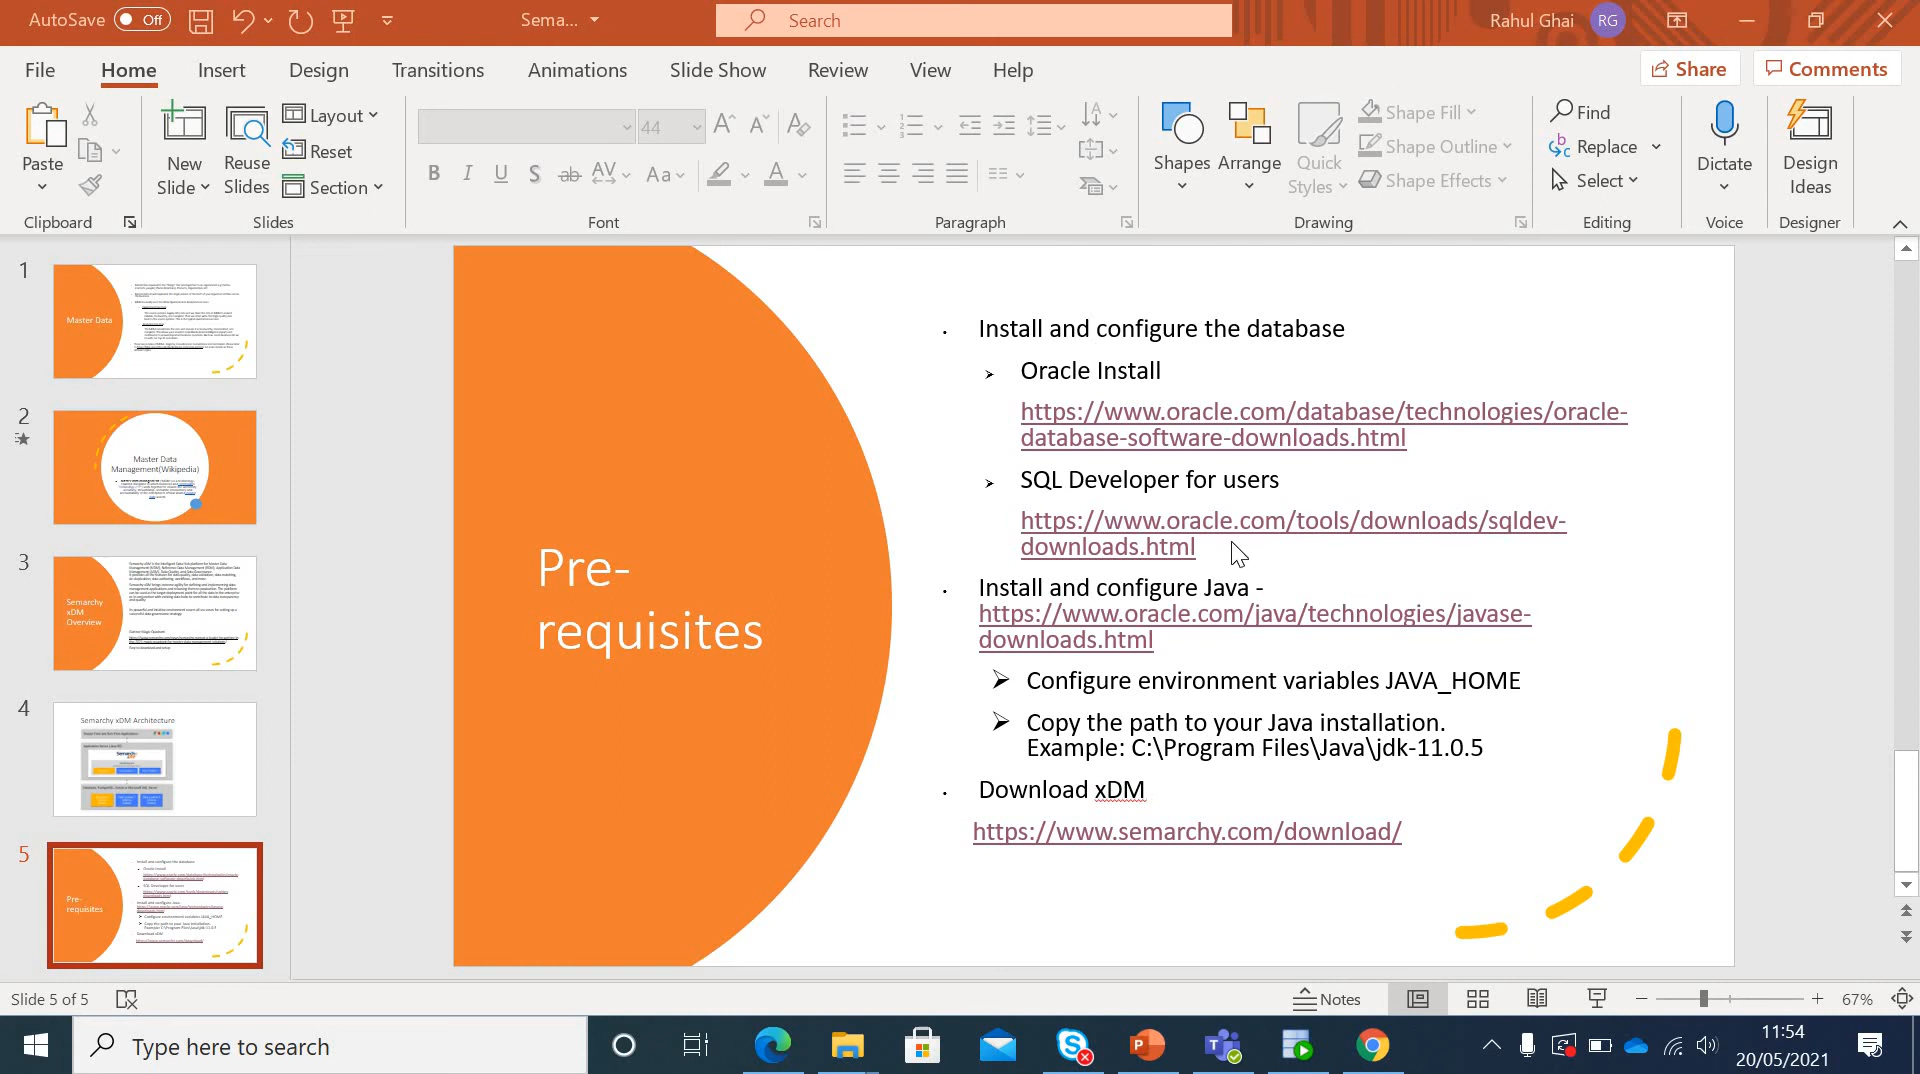 AutoSave Off Sema... Search Rahul Ghai RG
File Home Insert Design Transitions Animations Slide Show Review View Help Share Comments
Paste
New Slide
Reuse Slides
Layout
Reset
Section
44
B I U S ab AV Aa A
Shapes Arrange Quick Styles
Shape Fill
Shape Outline
Shape Effects
Find
Replace
Select
Dictate
Design Ideas
Clipboard Slides Font Paragraph Drawing Editing Voice Designer
1
Master Data
2
Master Data
Management(Wikipedia)
3
Semarchy
xDM
Overview
4
Semarchy xDM Architecture
5
Pre-
requisites
Pre-
requisites
Install and configure the database
Oracle Install
https://www.oracle.com/database/technologies/oracle-
database-software-downloads.html
SQL Developer for users
https://www.oracle.com/tools/downloads/sqldev-
downloads.html
Install and configure Java -
https://www.oracle.com/java/technologies/javase-
downloads.html
Configure environment variables JAVA_HOME
Copy the path to your Java installation.
Example: C:\Program Files\Java\jdk-11.0.5
Download xDM
https://www.semarchy.com/download/
Slide 5 of 5 Notes 67%
Type here to search
11:54
20/05/2021